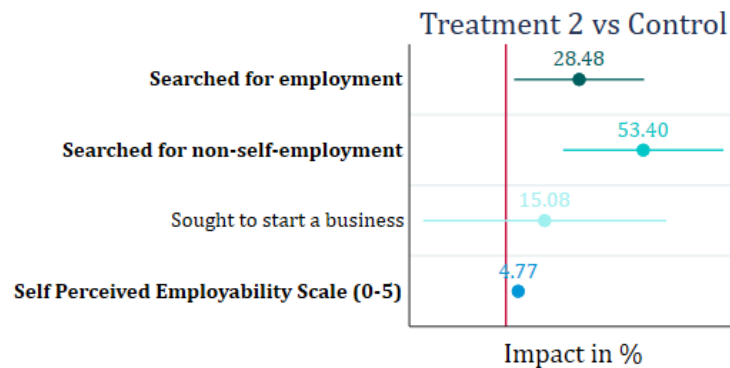 Treatment 2 vs Control
Searched for employment
28.48
Searched for non-self-employment
53.40
Sought to start a business
15.08
Self Perceived Employability Scale (0-5)
4.77
Impact in %